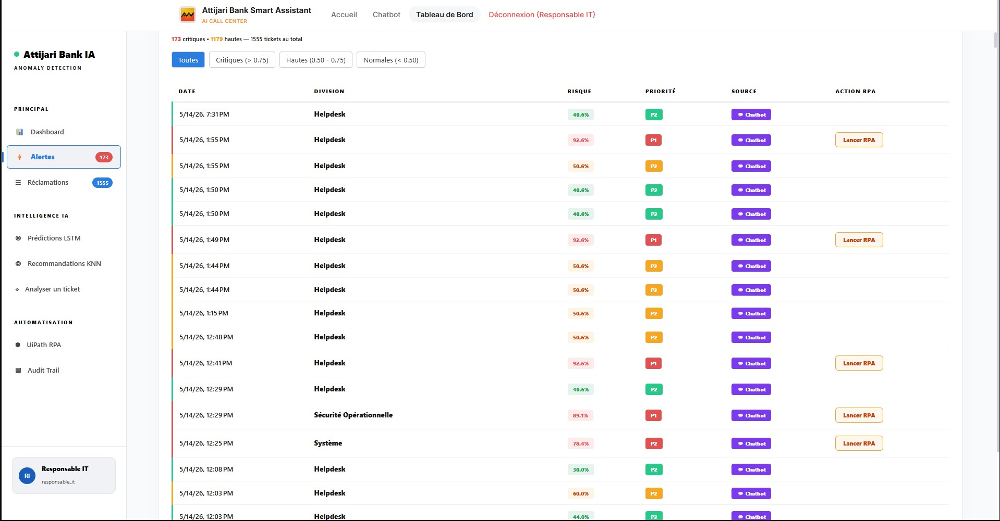 Attijari Bank Smart Assistant
AI CALL CENTER
Accueil Chatbot Tableau de Bord Déconnexion (Responsable IT)
Attijari Bank IA
ANOMALY DETECTION
PRINCIPAL
Dashboard
Alertes 173
Réclamations 1555
INTELLIGENCE IA
Prédictions LSTM
Recommandations KNN
Analyser un ticket
AUTOMATISATION
UiPath RPA
Audit Trail
RI Responsable IT
responsable_it
173 critiques • 1179 hautes — 1555 tickets au total
Toutes Critiques (> 0.75) Hautes (0.50 - 0.75) Normales (< 0.50)
DATE DIVISION RISQUE PRIORITÉ SOURCE ACTION RPA
5/14/26, 7:31 PM Helpdesk 40.6% P2 Chatbot
5/14/26, 1:55 PM Helpdesk 92.6% P1 Chatbot Lancer RPA
5/14/26, 1:55 PM Helpdesk 50.6% P2 Chatbot
5/14/26, 1:50 PM Helpdesk 40.6% P2 Chatbot
5/14/26, 1:50 PM Helpdesk 40.6% P2 Chatbot
5/14/26, 1:49 PM Helpdesk 92.6% P1 Chatbot Lancer RPA
5/14/26, 1:44 PM Helpdesk 50.6% P2 Chatbot
5/14/26, 1:44 PM Helpdesk 50.6% P2 Chatbot
5/14/26, 1:15 PM Helpdesk 50.6% P2 Chatbot
5/14/26, 12:48 PM Helpdesk 50.6% P2 Chatbot
5/14/26, 12:41 PM Helpdesk 92.6% P1 Chatbot Lancer RPA
5/14/26, 12:29 PM Helpdesk 40.6% P2 Chatbot
5/14/26, 12:29 PM Sécurité Opérationnelle 89.1% P1 Chatbot Lancer RPA
5/14/26, 12:25 PM Système 78.4% P2 Chatbot Lancer RPA
5/14/26, 12:08 PM Helpdesk 30.0% P2 Chatbot
5/14/26, 12:03 PM Helpdesk 60.0% P2 Chatbot
5/14/26, 12:03 PM Helpdesk 44.0% P2 Chatbot